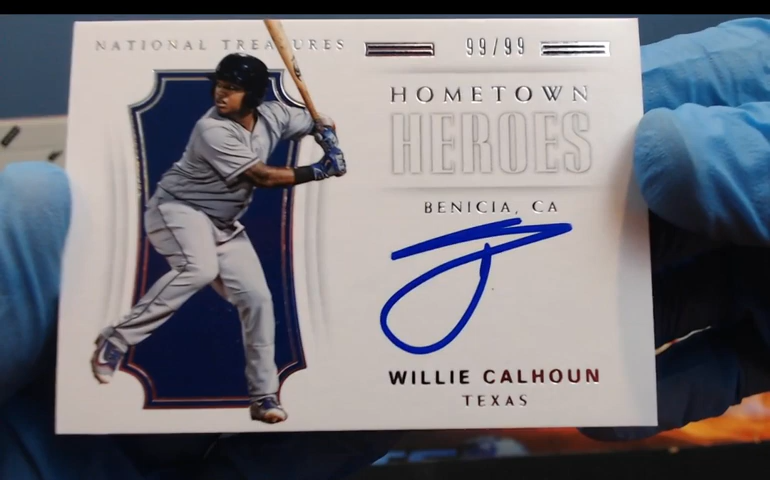 NATIONAL TREASURES
99/99
HOMETOWN
HEROES
BENICIA, CA
WILLIE CALHOUN
TEXAS